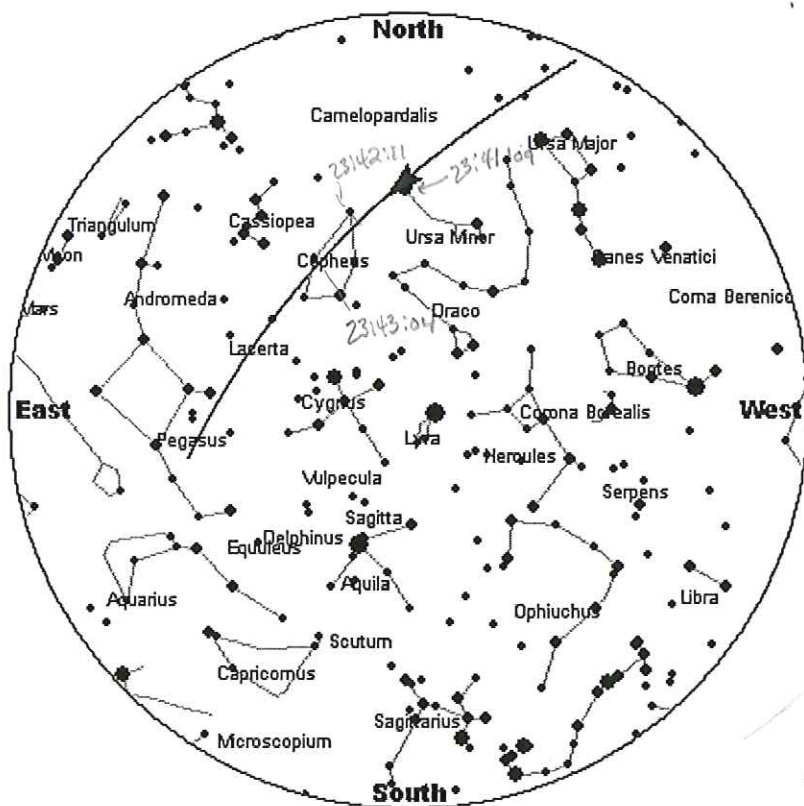 North
Camelopardalis
23:42:11
23:41:09
Ursa Major
Triangulum
Cassiopea
Ursa Minor
Cepheus
Canes Venatici
Mars
Andromeda
Coma Berenice
Draco
23:43:04
Lacerta
Bootes
East
Cygnus
Corona Borealis
West
Pegasus
Lyra
Hercules
Vulpecula
Serpens
Sagitta
Delphinus
Equuleus
Aquila
Aquarius
Ophiuchus
Libra
Scutum
Capricornus
Sagittarius
Microscopium
South